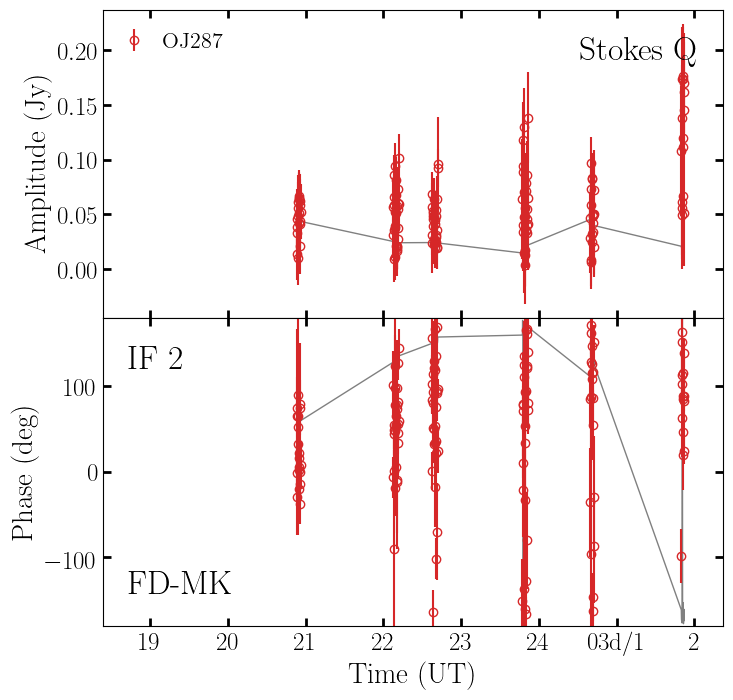 OJ287
Stokes Q
Amplitude (Jy)
0.20
0.15
0.10
0.05
0.00
IF 2
FD-MK
Phase (deg)
100
0
−100
19 20 21 22 23 24 03d/1 2
Time (UT)